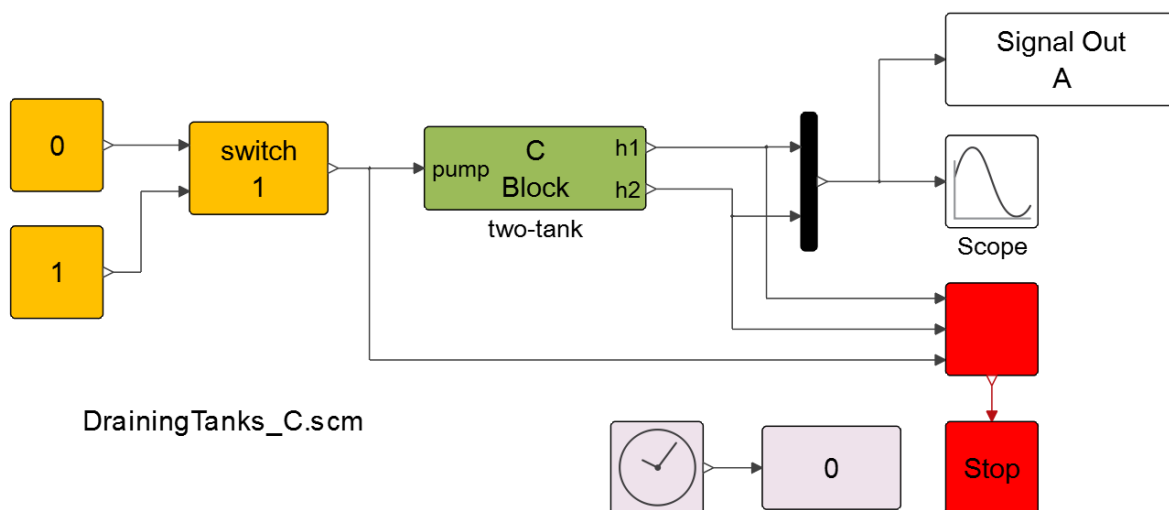 Signal Out
A
0
switch
1
pump
C
Block
h1
h2
two-tank
1
Scope
DrainingTanks_C.scm
0
Stop